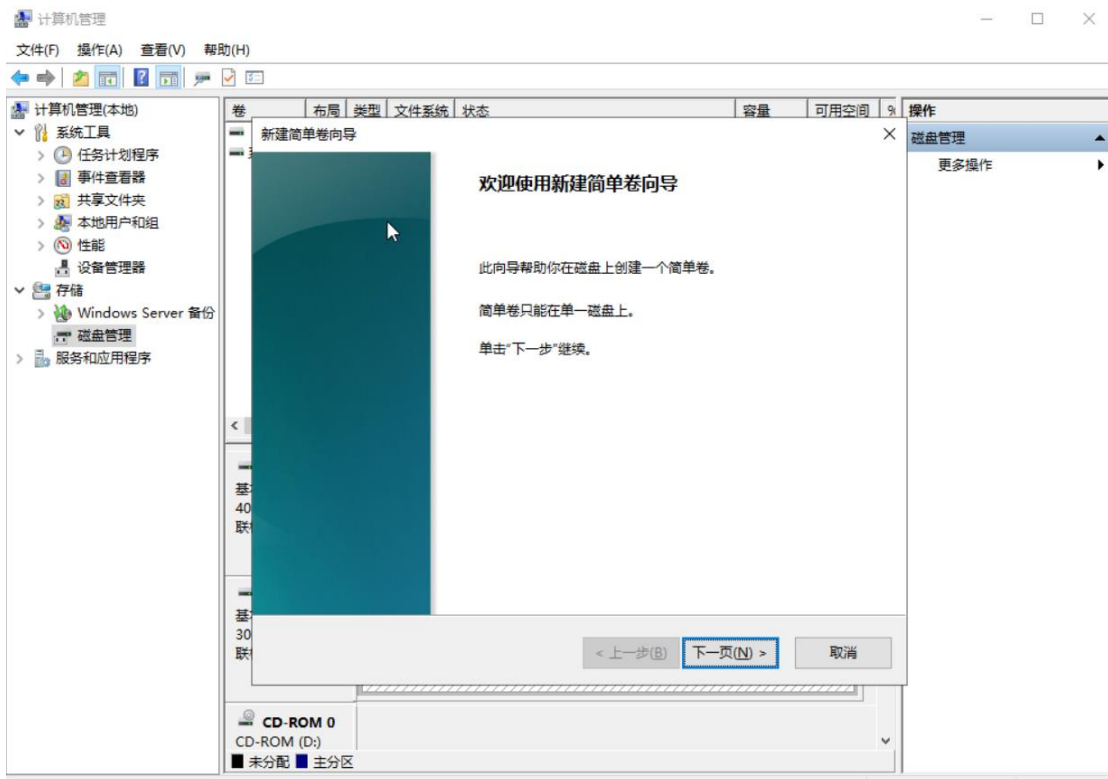 计算机管理
文件(F) 操作(A) 查看(V) 帮助(H)
计算机管理(本地)
系统工具
任务计划程序
事件查看器
共享文件夹
本地用户和组
性能
设备管理器
存储
Windows Server 备份
磁盘管理
服务和应用程序
卷 布局 类型 文件系统 状态 容量 可用空间 %
新建简单卷向导
欢迎使用新建简单卷向导
此向导帮助你在磁盘上创建一个简单卷。
简单卷只能在单一磁盘上。
单击"下一步"继续。
< 上一步(B) 下一页(N) > 取消
基
40
联
基
30
联
CD-ROM 0
CD-ROM (D:)
未分配 主分区
操作
磁盘管理
更多操作